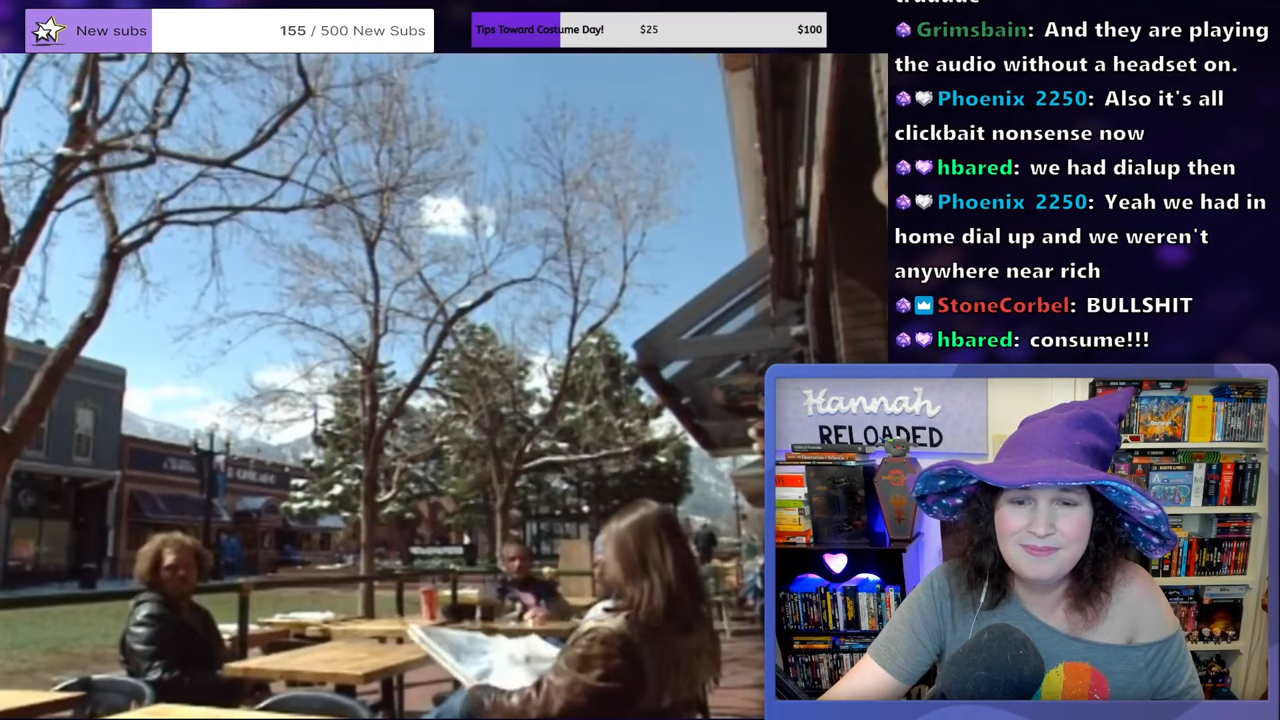 New subs
155 / 500 New Subs
Tips Toward Costume Day!
$25
$100
Grimsbain: And they are playing
the audio without a headset on.
Phoenix 2250: Also it's all
clickbait nonsense now
hbared: we had dialup then
Phoenix 2250: Yeah we had in
home dial up and we weren't
anywhere near rich
StoneCorbel: BULLSHIT
hbared: consume!!!
Hannah
RELOADED